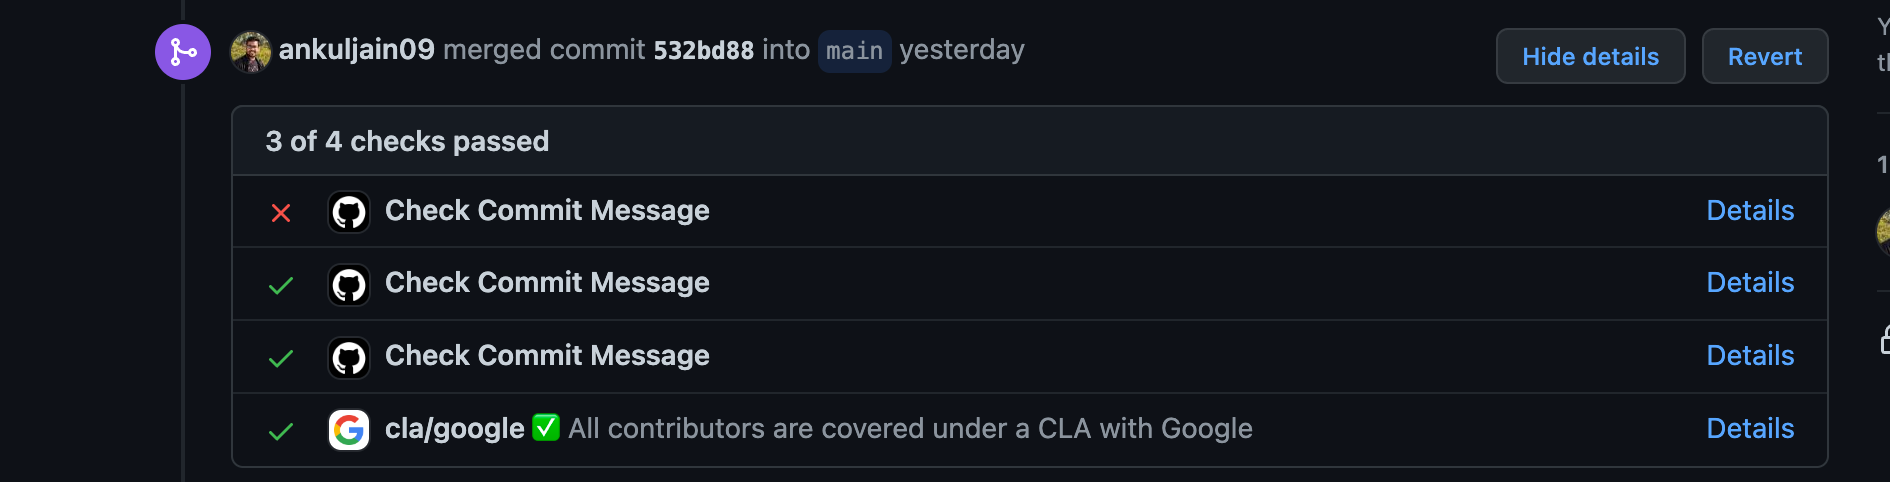 ankuljain09 merged commit 532bd88 into main yesterday
Hide details
Revert
3 of 4 checks passed
Check Commit Message
Details
Check Commit Message
Details
Check Commit Message
Details
cla/google ✅ All contributors are covered under a CLA with Google
Details